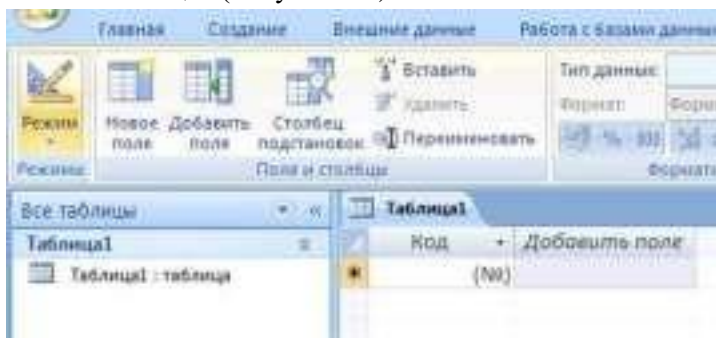 Главная Создание Внешние данные Работа с базами данных
Режим
Новое поле
Добавить поля
Столбец подстановок
Вставить
Удалить
Переименовать
Тип данных:
Формат:
% 000
Режимы
Поля и столбцы
Все таблицы
Таблица1
Таблица1 : таблица
Таблица1
Код Добавить поле
(№)